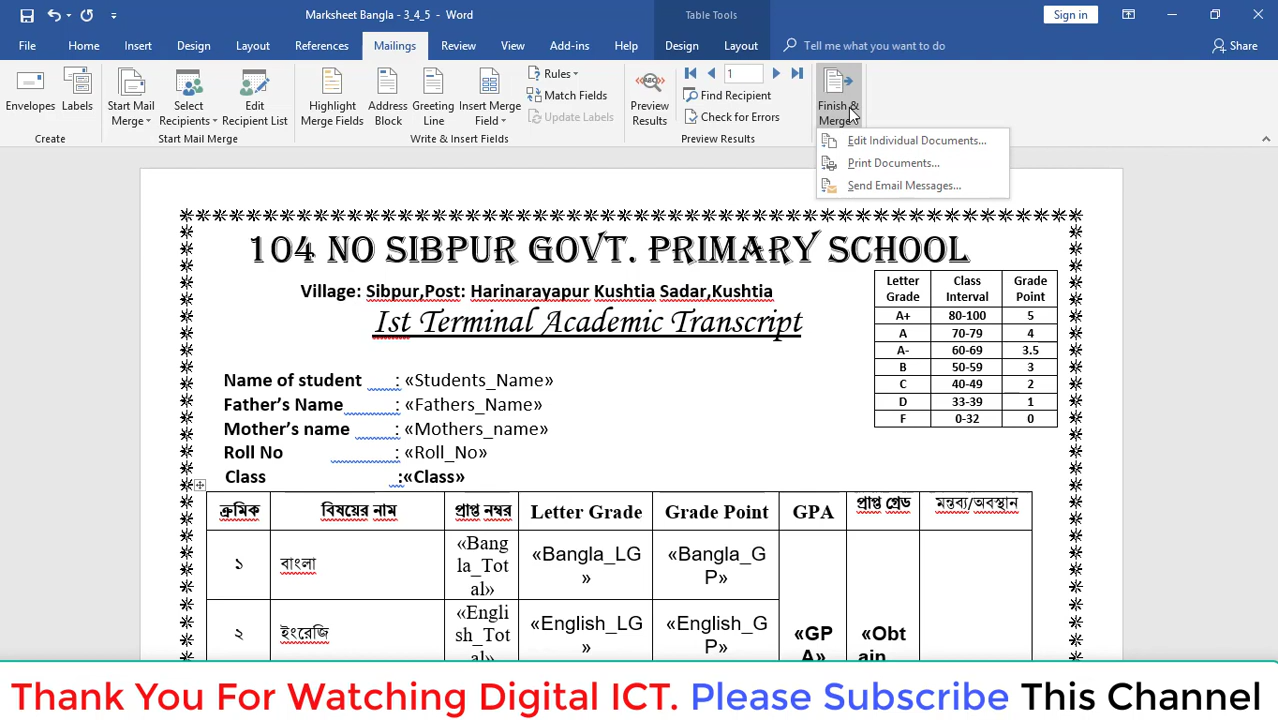 Marksheet Bangla - 3_4_5 - Word
Table Tools
Sign in
File Home Insert Design Layout References Mailings Review View Add-ins Help Design Layout Tell me what you want to do Share
Envelopes
Labels
Start Mail Merge
Select Recipients
Edit Recipient List
Highlight Merge Fields
Address Block
Greeting Line
Insert Merge Field
Rules
Match Fields
Update Labels
Preview Results
1
Find Recipient
Check for Errors
Finish & Merge
Create
Start Mail Merge
Write & Insert Fields
Preview Results
Edit Individual Documents...
Print Documents...
Send Email Messages...
104 NO SIBPUR GOVT. PRIMARY SCHOOL
Village: Sibpur,Post: Harinarayapur Kushtia Sadar,Kushtia
Ist Terminal Academic Transcript
Letter Grade Class Interval Grade Point
A+ 80-100 5
A 70-79 4
A- 60-69 3.5
B 50-59 3
C 40-49 2
D 33-39 1
F 0-32 0
Name of student : «Students_Name»
Father’s Name : «Fathers_Name»
Mother’s name : «Mothers_name»
Roll No : «Roll_No»
Class :«Class»
ক্রমিক বিষয়ের নাম প্রাপ্ত নম্বর Letter Grade Grade Point GPA প্রাপ্ত গ্রেড মন্তব্য/অবস্থান
১ বাংলা «Bangla_Total» «Bangla_LG» «Bangla_GP»
২ ইংরেজি «English_Total» «English_LG» «English_GP» «GPA» «Obtain
Thank You For Watching Digital ICT. Please Subscribe This Channel